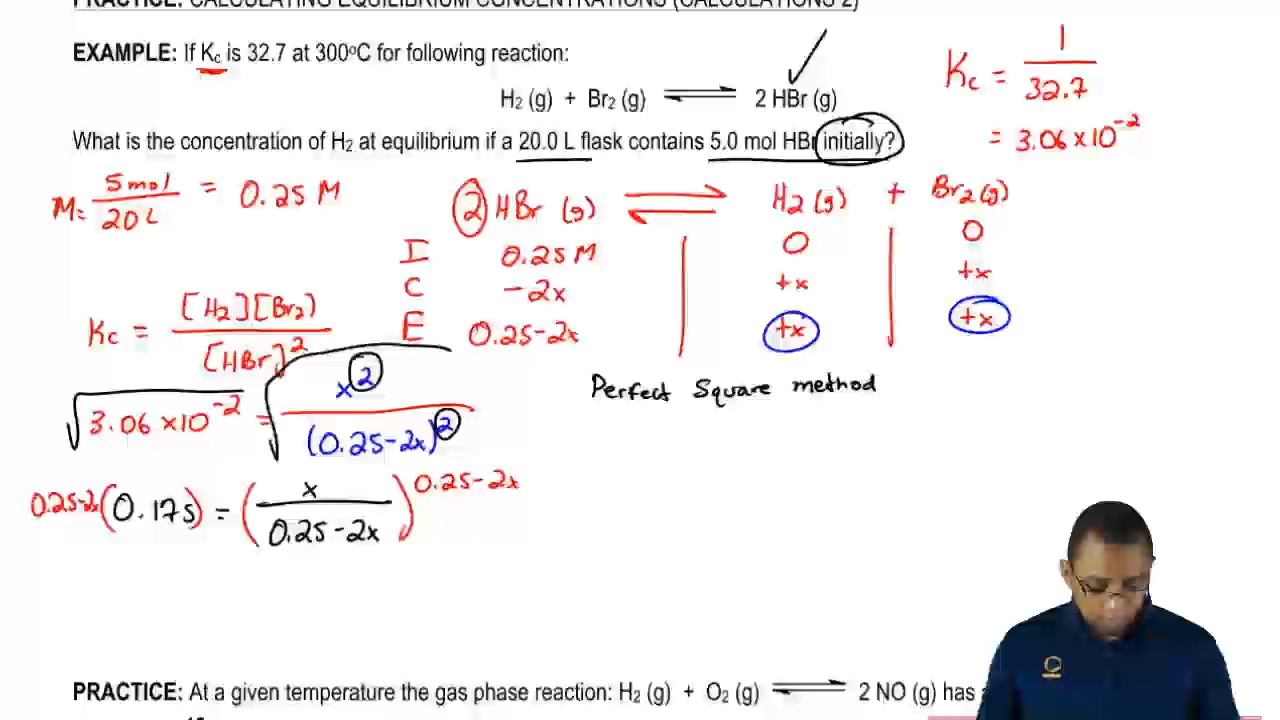 PRACTICE: CALCULATING EQUILIBRIUM CONCENTRATIONS (CALCULATIONS 2)
EXAMPLE: If Kc is 32.7 at 300°C for following reaction:
H2 (g) + Br2 (g) ⇌ 2 HBr (g)
What is the concentration of H2 at equilibrium if a 20.0 L flask contains 5.0 mol HBr initially?
Kc = 1 / 32.7
= 3.06 x 10^-2
M = 5 mol / 20 L = 0.25 M
2 HBr (g) ⇌ H2 (g) + Br2 (g)
I 0.25 M | 0 | 0
C -2x | +x | +x
E 0.25-2x | +x | +x
Kc = [H2][Br2] / [HBr]^2
Perfect Square method
√3.06 x 10^-2 = √x^2 / (0.25-2x)^2
0.25-2x (0.175) = (x / 0.25-2x) 0.25-2x
PRACTICE: At a given temperature the gas phase reaction: H2 (g) + O2 (g) ⇌ 2 NO (g) has